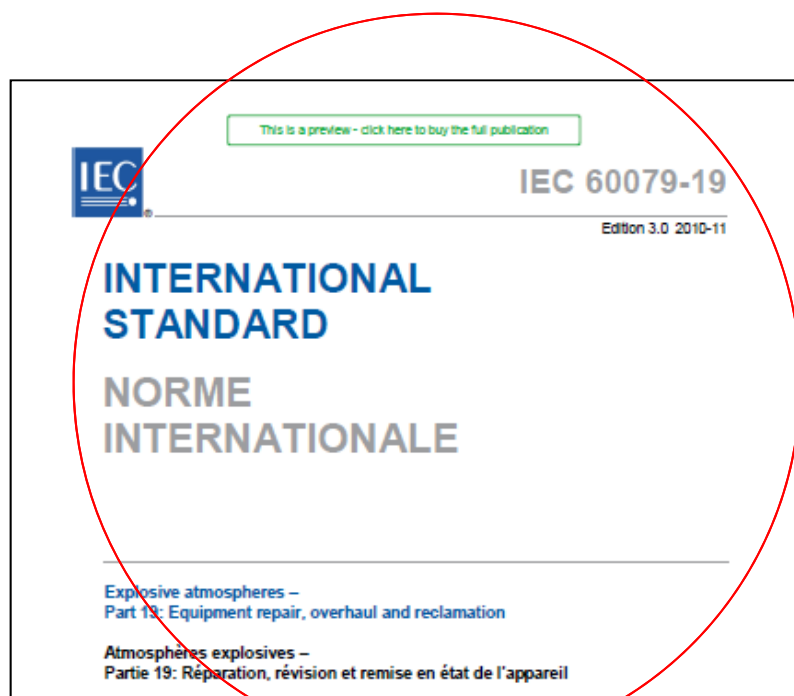 This is a preview - click here to buy the full publication
IEC
®
IEC 60079-19
Edition 3.0 2010-11
INTERNATIONAL
STANDARD
NORME
INTERNATIONALE
Explosive atmospheres –
Part 19: Equipment repair, overhaul and reclamation
Atmosphères explosives –
Partie 19: Réparation, révision et remise en état de l'appareil